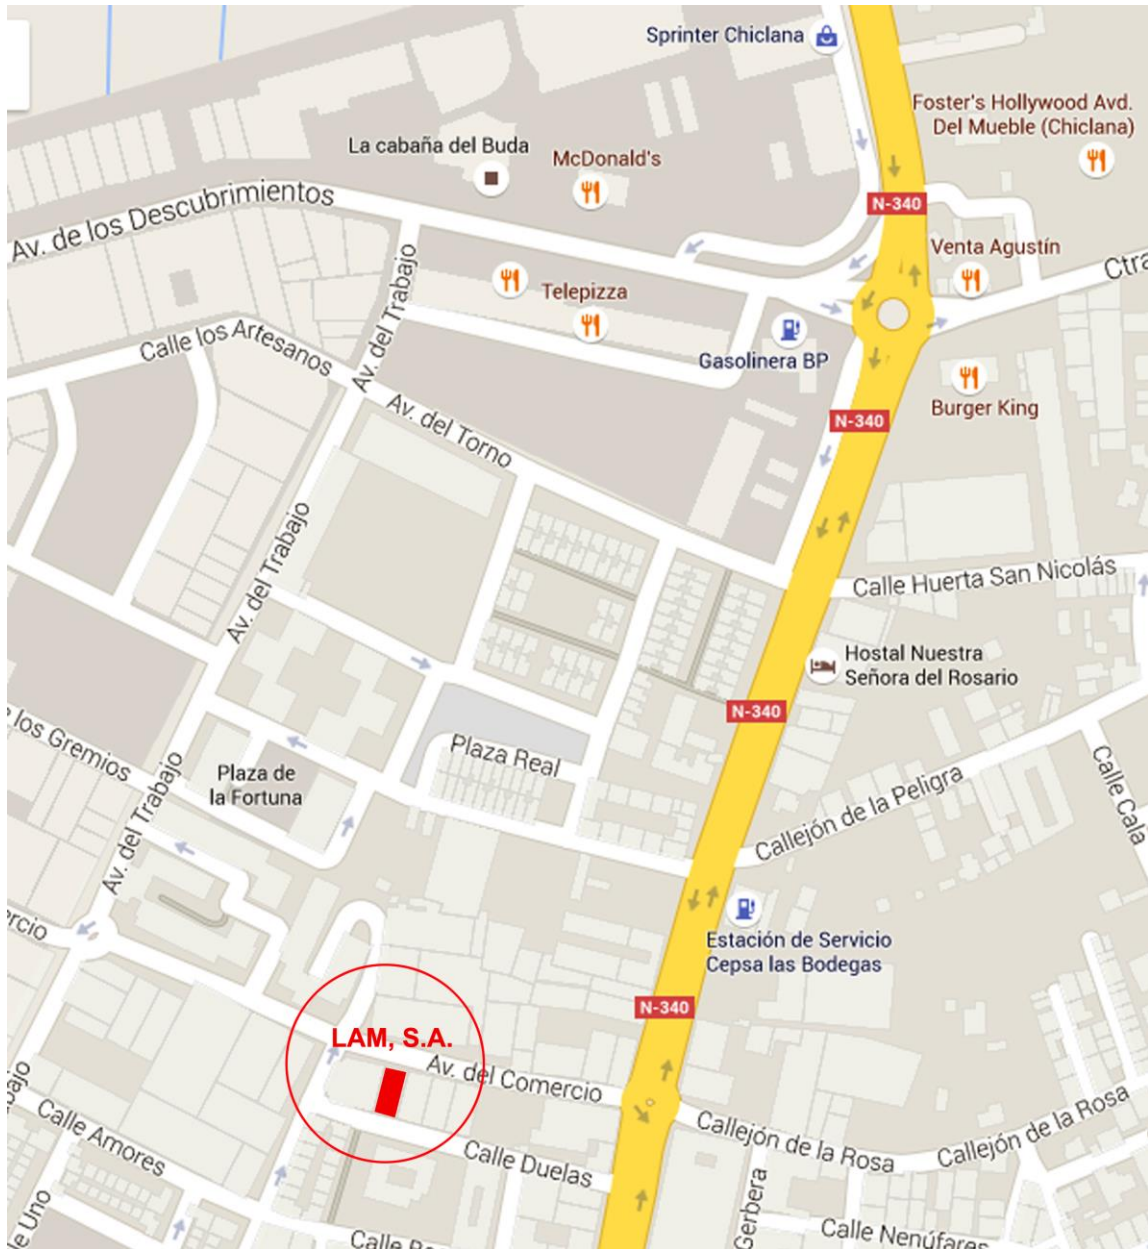 Sprinter Chiclana
Foster's Hollywood Avd.
Del Mueble (Chiclana)
La cabaña del Buda
McDonald's
Av. de los Descubrimientos
N-340
Venta Agustín
Ctra
Av. del Trabajo
Telepizza
Calle los Artesanos
Gasolinera BP
Av. del Torno
Burger King
N-340
Av. del Trabajo
Calle Huerta San Nicolás
Hostal Nuestra
Señora del Rosario
N-340
los Gremios
Plaza de
la Fortuna
Plaza Real
Callejón de la Peligra
Calle Cala
Av. del Trabajo
ercio
Estación de Servicio
Cepsa las Bodegas
N-340
LAM, S.A.
Av. del Comercio
Callejón de la Rosa
Callejón de la Rosa
bajo
Calle Amores
Calle Duelas
Gerbera
Calle Nenúfares
e Uno
Calle